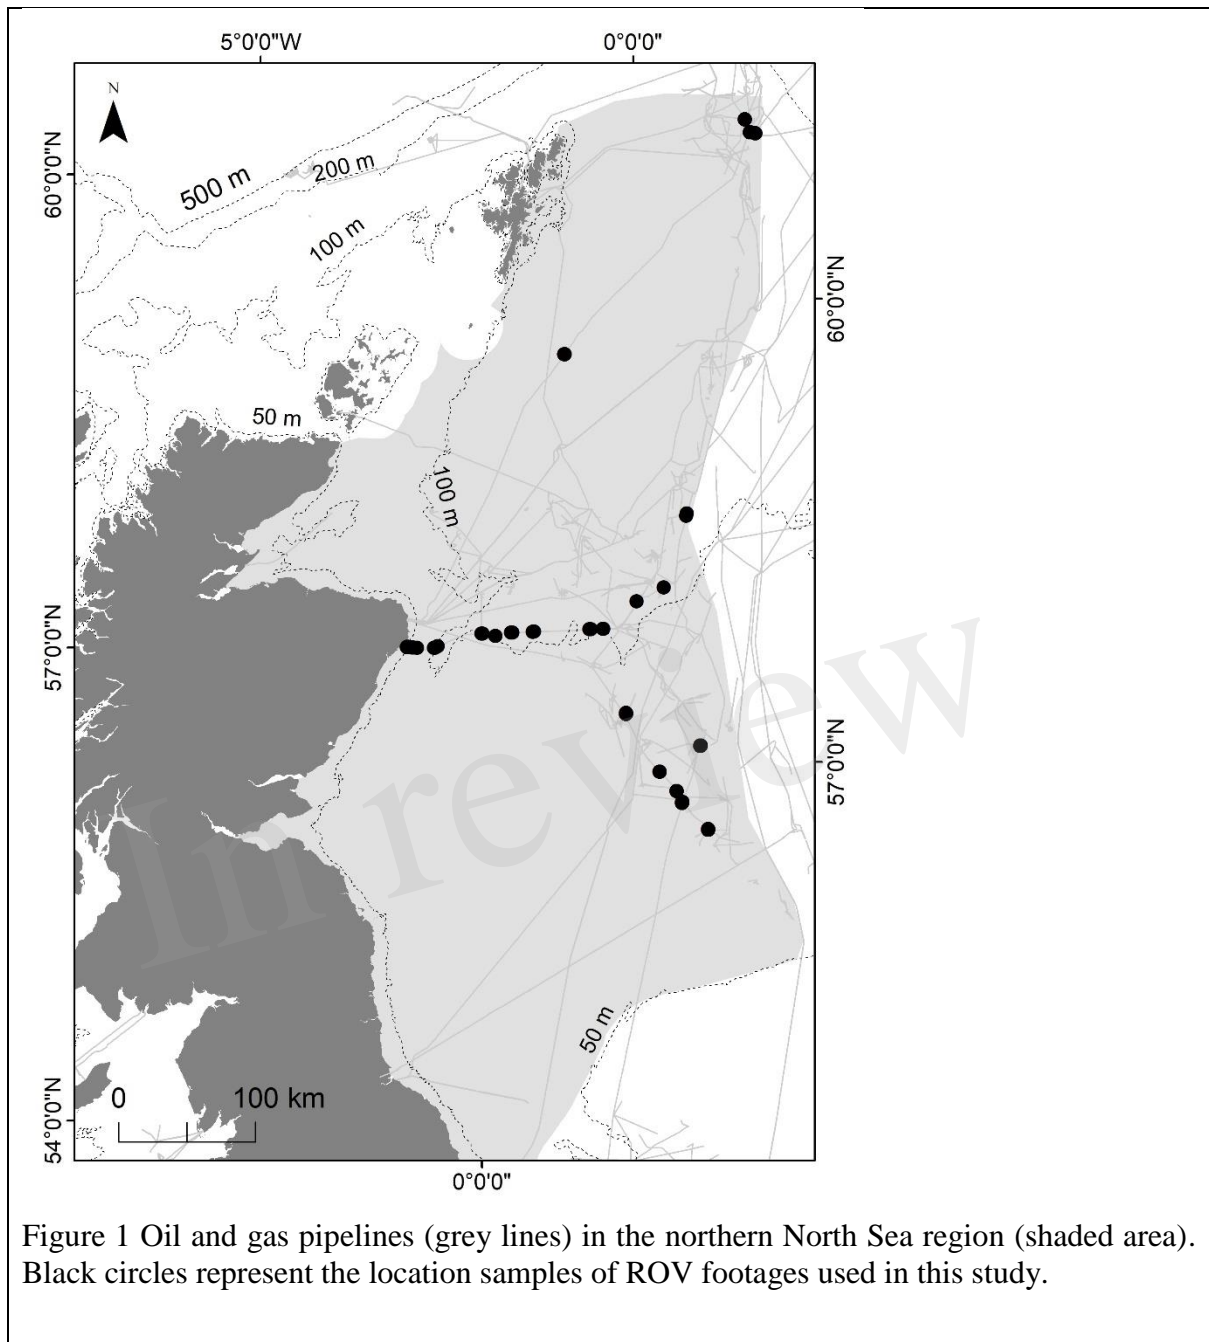 5°0'0"W
0°0'0"
N
60°0'0"N
500 m
200 m
100 m
60°0'0"N
50 m
100 m
57°0'0"N
57°0'0"N
In review
50 m
0
100 km
54°0'0"N
0°0'0"
Figure 1 Oil and gas pipelines (grey lines) in the northern North Sea region (shaded area).
Black circles represent the location samples of ROV footages used in this study.